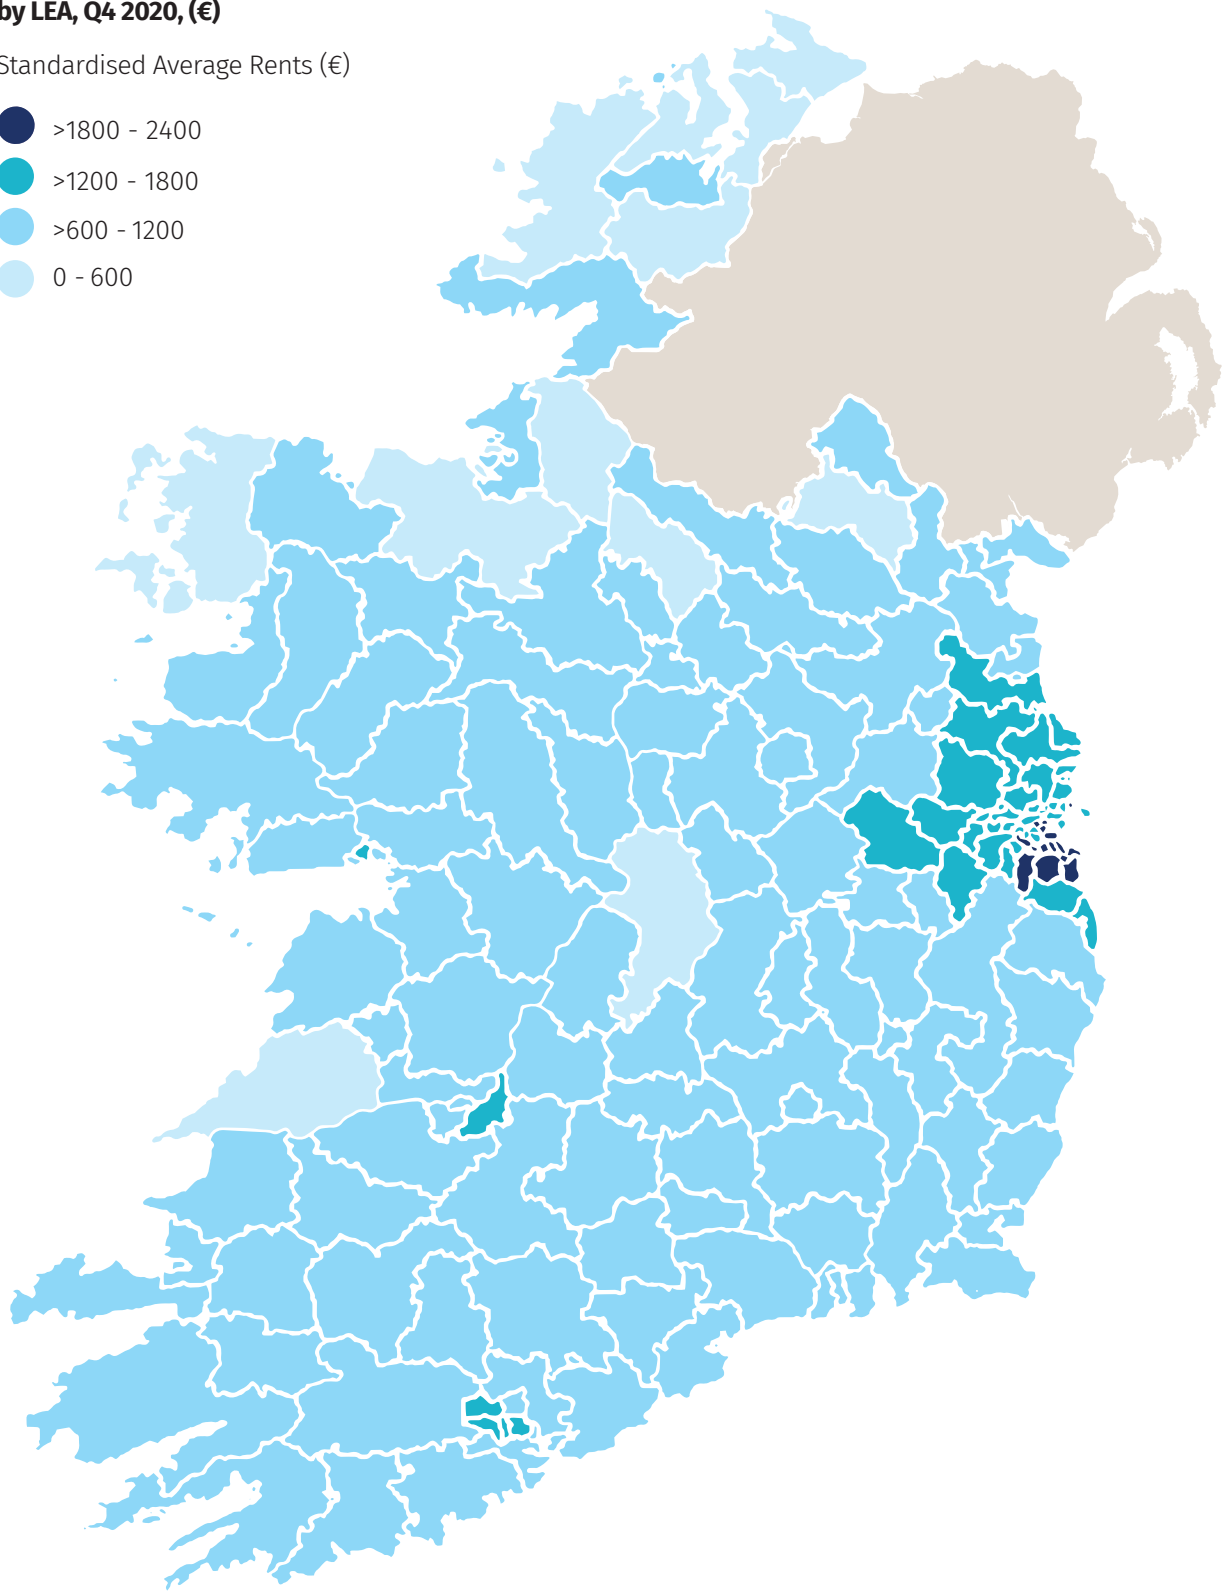 by LEA, Q4 2020, (€)
Standardised Average Rents (€)
>1800 - 2400
>1200 - 1800
>600 - 1200
0 - 600